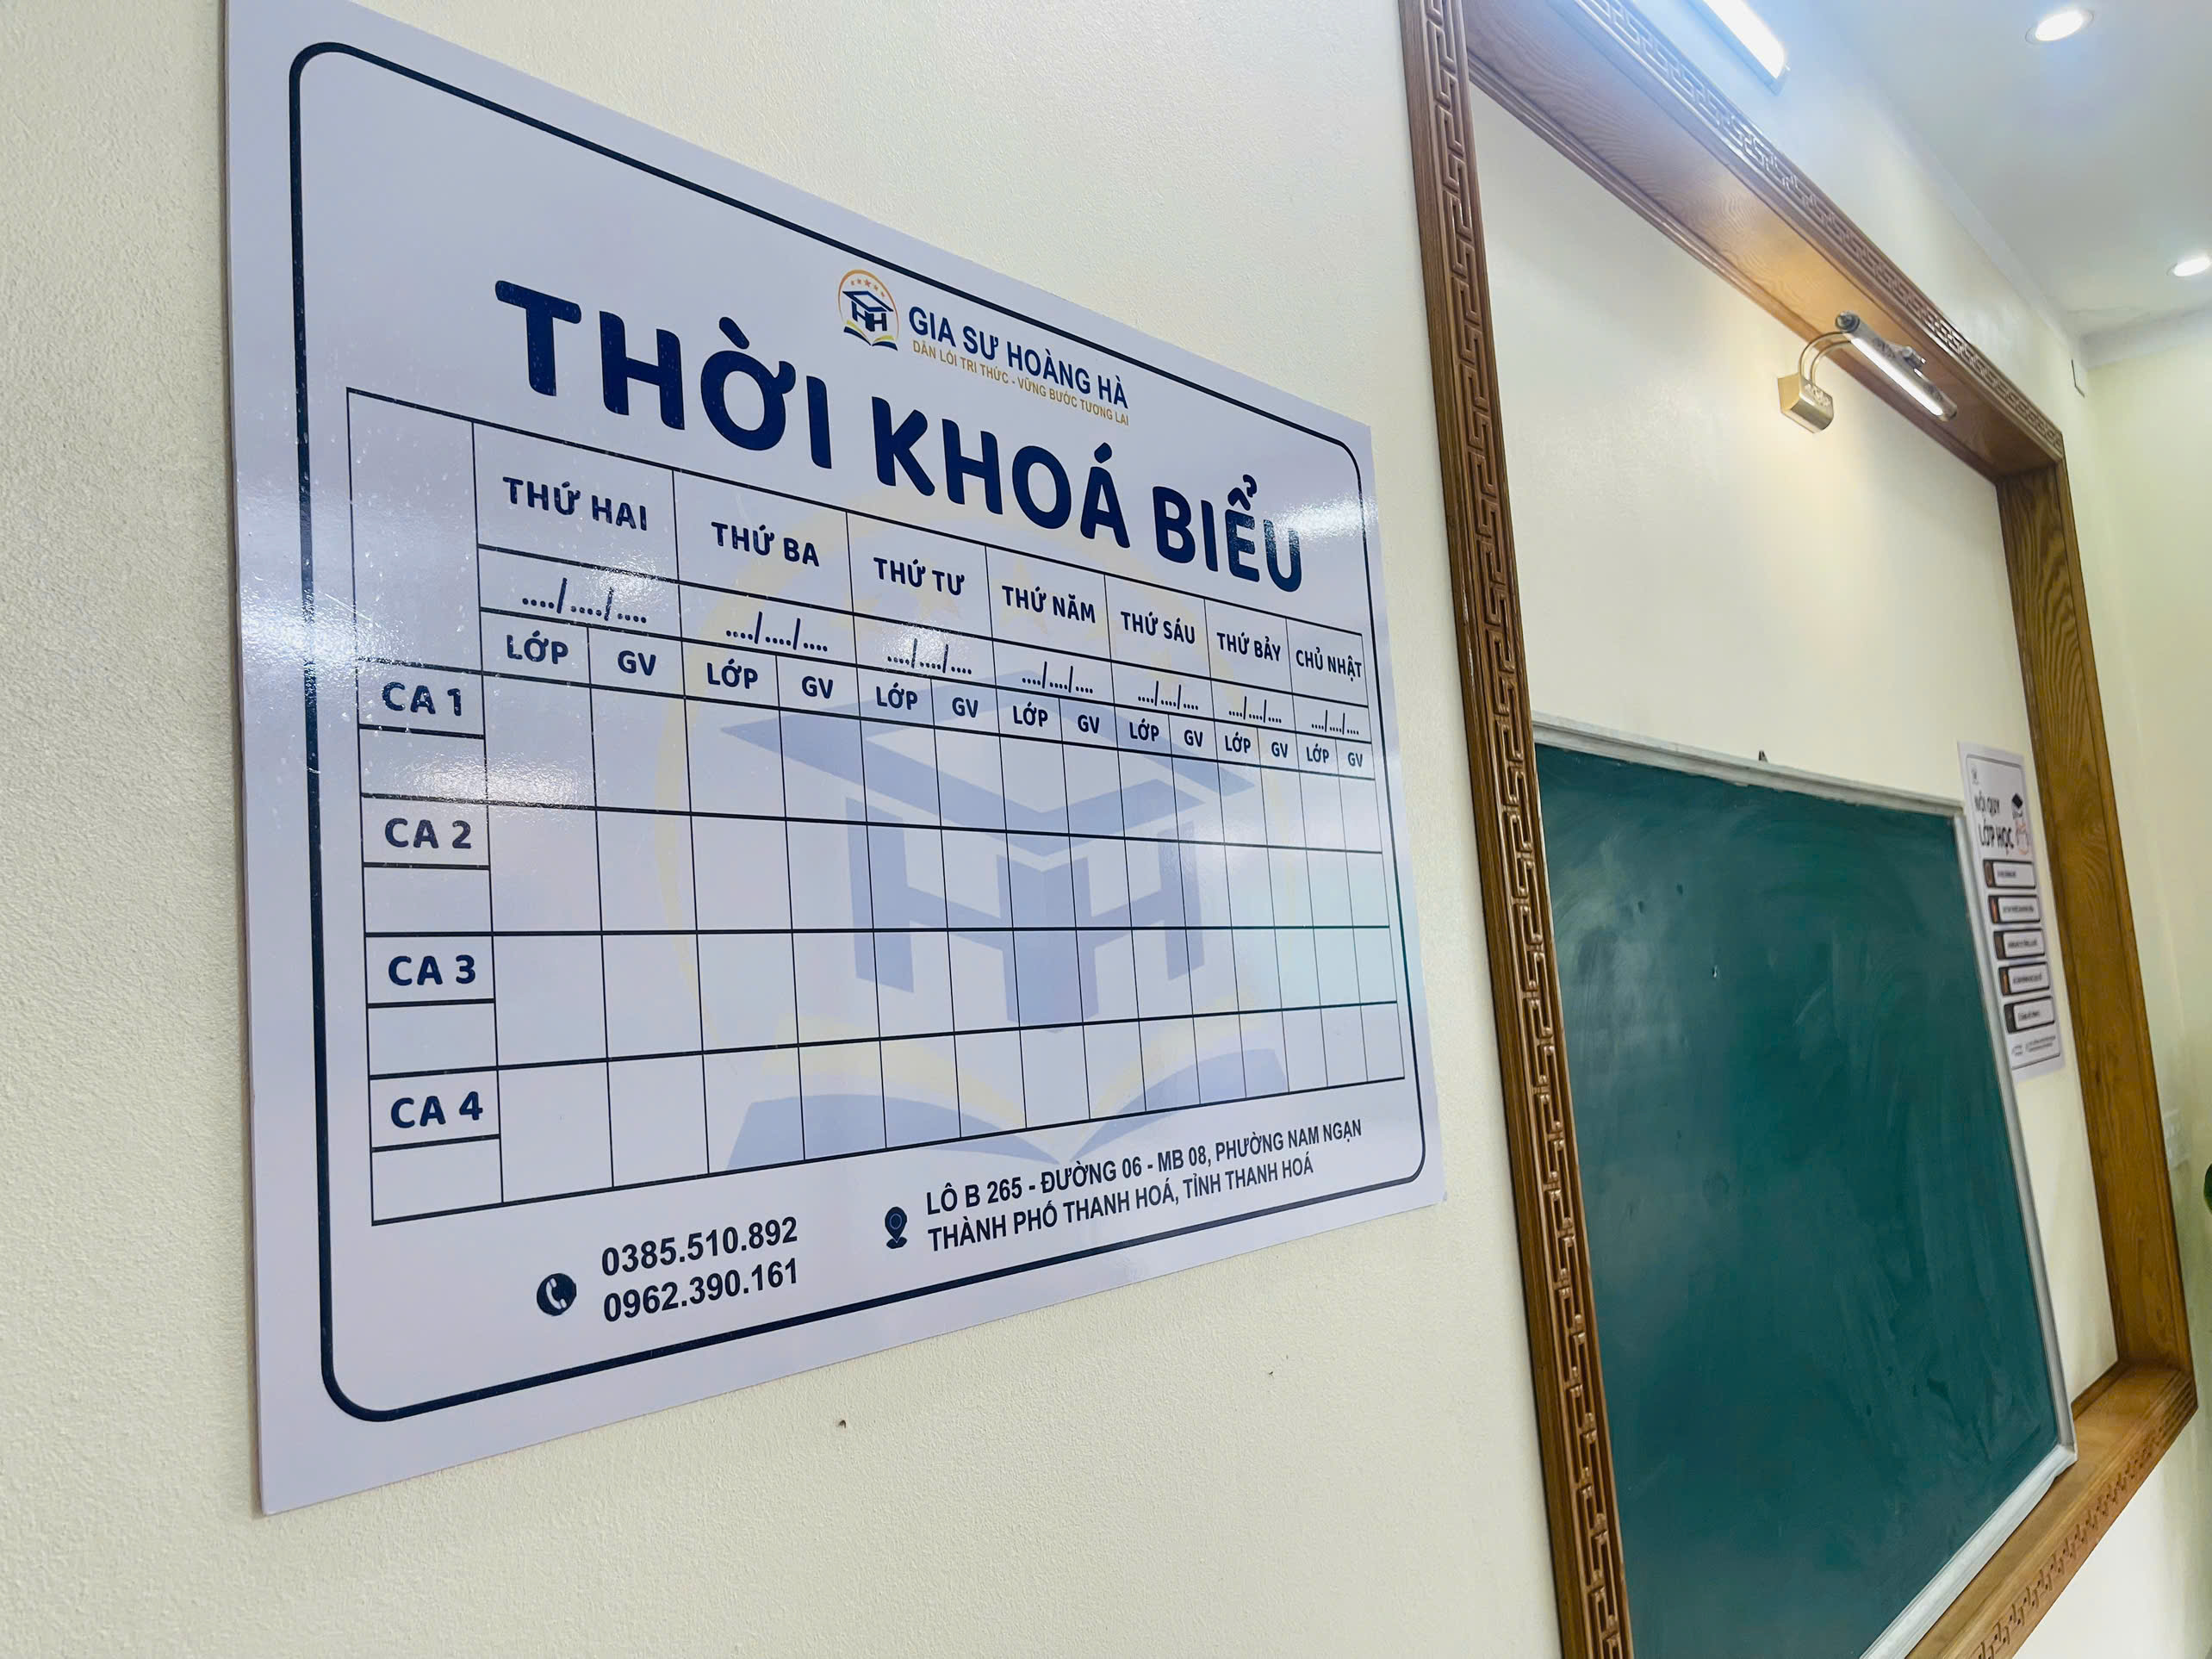 GIA SƯ HOÀNG HÀ
DẪN LỐI TRI THỨC - VỮNG BƯỚC TƯƠNG LAI
THỜI KHOÁ BIỂU
THỨ HAI THỨ BA THỨ TƯ THỨ NĂM THỨ SÁU THỨ BẢY CHỦ NHẬT
..../..../.... ..../..../.... ..../..../.... ..../..../.... ..../..../.... ..../..../.... ..../..../....
LỚP GV LỚP GV LỚP GV LỚP GV LỚP GV LỚP GV LỚP GV
CA 1
CA 2
CA 3
CA 4
0385.510.892
0962.390.161
LÔ B 265 - ĐƯỜNG 06 - MB 08, PHƯỜNG NAM NGẠN
THÀNH PHỐ THANH HOÁ, TỈNH THANH HOÁ
NỘI QUY
LỚP HỌC